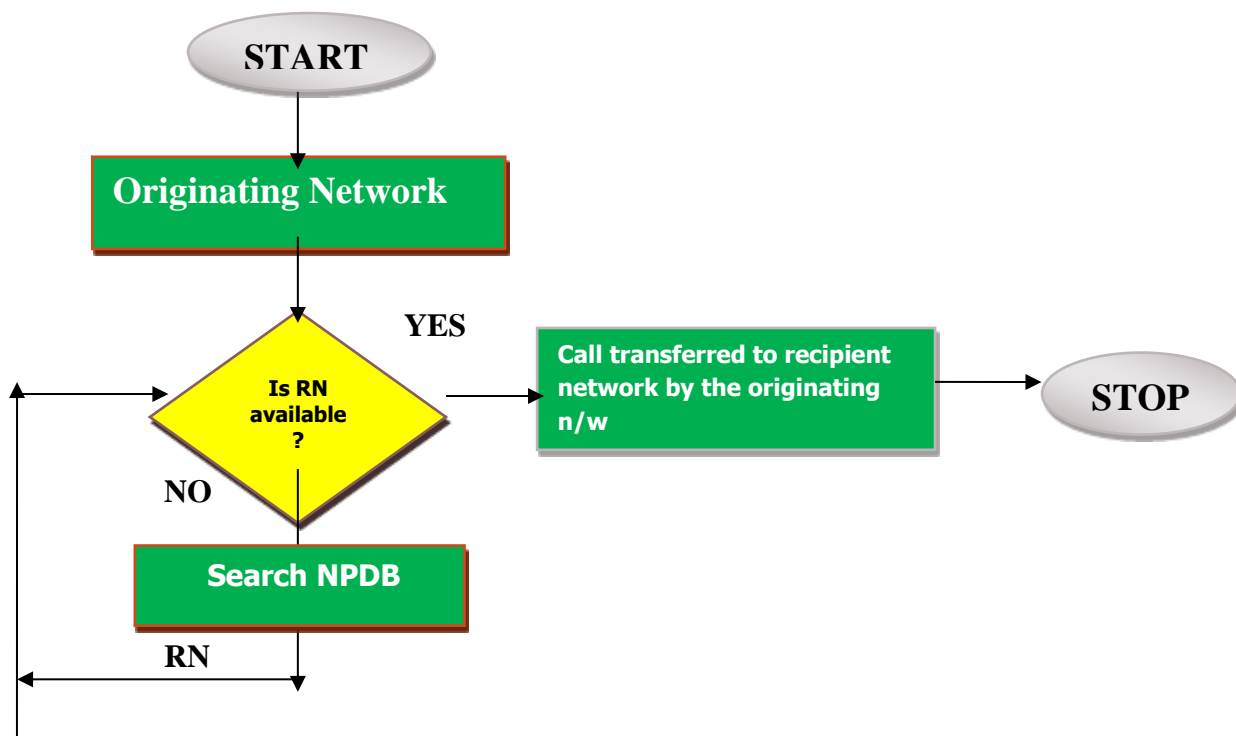 START
Originating Network
YES
Is RN
available
?
Call transferred to recipient
network by the originating
n/w
STOP
NO
Search NPDB
RN